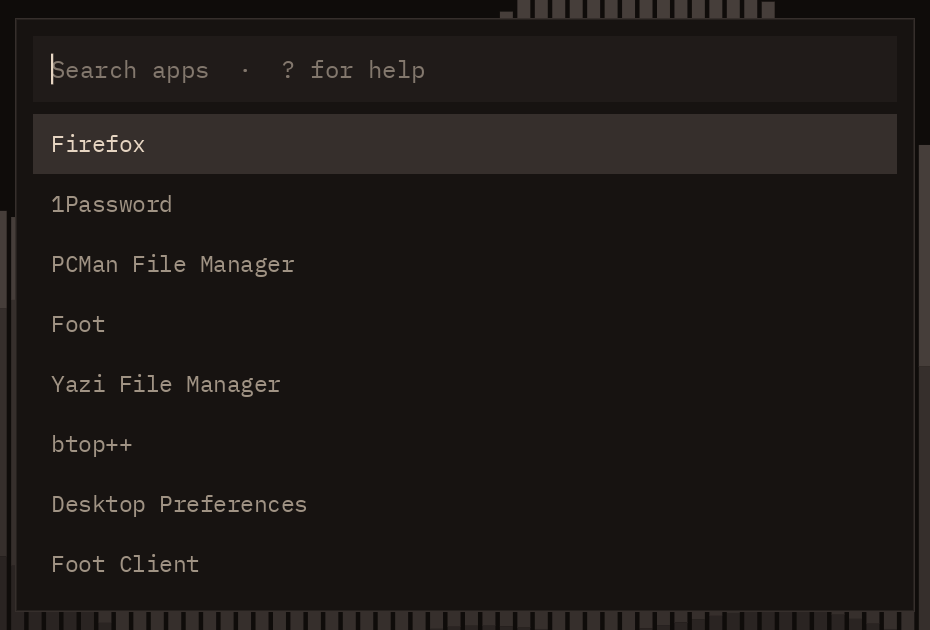 Search apps · ? for help
Firefox
1Password
PCMan File Manager
Foot
Yazi File Manager
btop++
Desktop Preferences
Foot Client